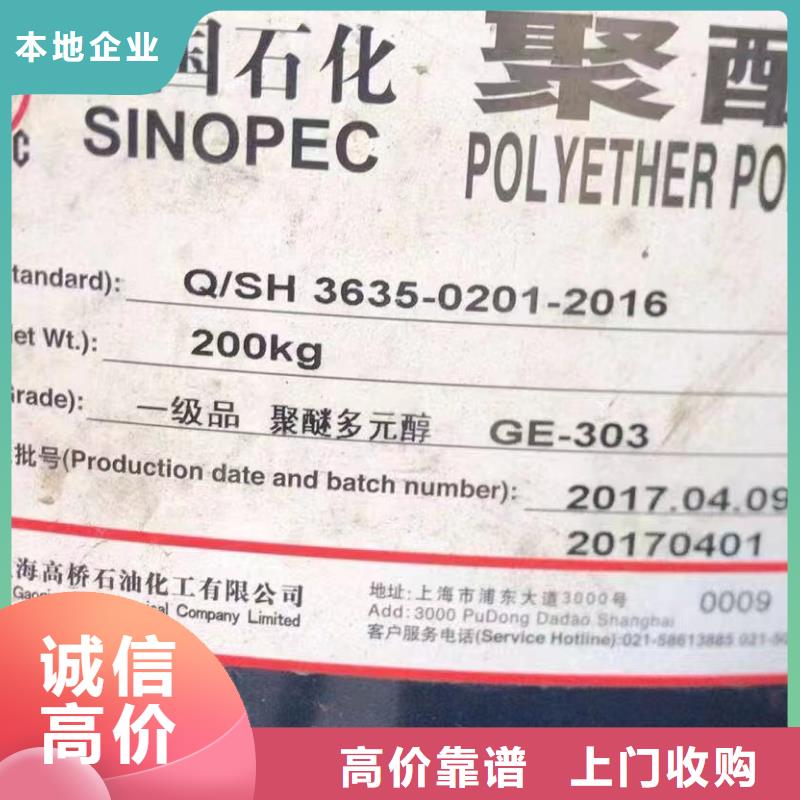 本地企业
国石化 聚醚
SINOPEC POLYETHER PO
tandard): Q/SH 3635-0201-2016
et Wt.): 200kg
rade): 一级品 聚醚多元醇 GE-303
批号(Production date and batch number): 2017.04.09
20170401
海高桥石油化工有限公司
Company Limited
地址:上海市浦东大道3000号 0009
Add:3000 PuDong Dadao Shanghai
客户服务电话(Service Hotline):021-58613885 021-
诚信
高价
高价靠谱 上门收购